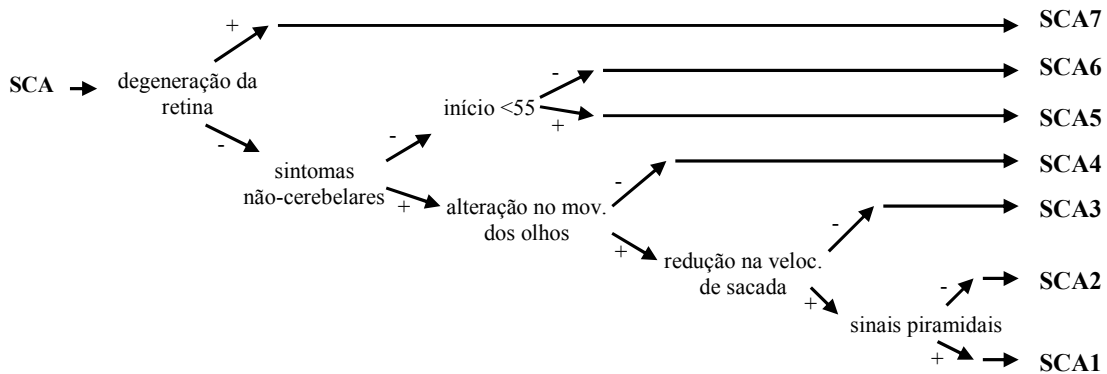 SCA7
+
SCA degeneração da
retina
-
SCA6
-
início <55
+
SCA5
-
sintomas
não-cerebelares
+
SCA4
-
alteração no mov.
dos olhos
+
SCA3
-
redução na veloc.
de sacada
+
SCA2
-
sinais piramidais
+
SCA1